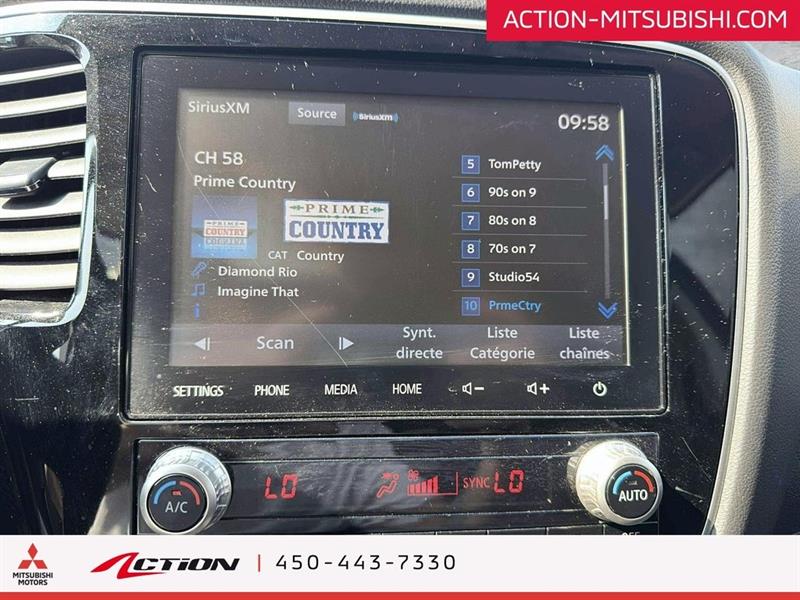 ACTION-MITSUBISHI.COM
SiriusXM
Source
SiriusXM
09:58
CH 58
Prime Country
PRIME
COUNTRY
PRIME
COUNTRY
CAT Country
Diamond Rio
Imagine That
5 TomPetty
6 90s on 9
7 80s on 8
8 70s on 7
9 Studio54
10 PrmeCtry
Scan
Synt. directe
Liste Catégorie
Liste chaînes
SETTINGS PHONE MEDIA HOME
A/C
LO
SYNC LO
AUTO
OFF
MITSUBISHI
MOTORS
ACTION
450-443-7330